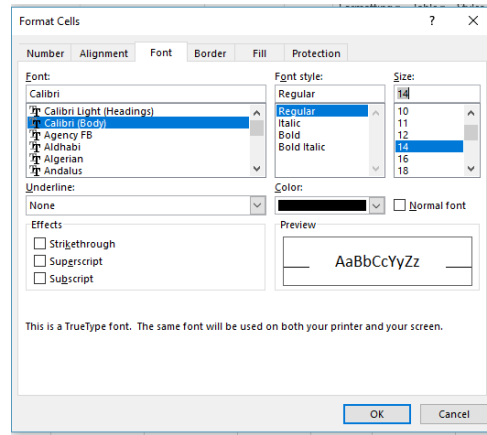 Format Cells ? ×
Number Alignment Font Border Fill Protection
Font: Font style: Size:
Calibri Regular 14
Calibri Light (Headings) Regular 10
Calibri (Body) Italic 11
Agency FB Bold 12
Aldhabi Bold Italic 14
Algerian 16
Andalus 18
Underline: Color:
None Normal font
Effects Preview
Strikethrough
Superscript AaBbCcYyZz
Subscript
This is a TrueType font. The same font will be used on both your printer and your screen.
OK Cancel